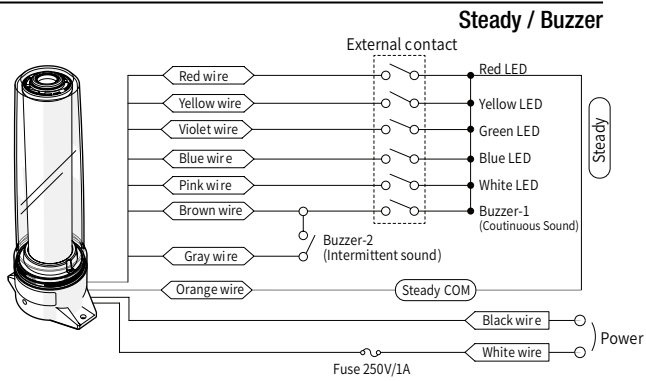 Steady / Buzzer
External contact
Red wire
Red LED
Yellow wire
Yellow LED
Violet wire
Green LED
Steady
Blue wire
Blue LED
Pink wire
White LED
Brown wire
Buzzer-1
(Coutinuous Sound)
Buzzer-2
(Intermittent sound)
Gray wire
Orange wire
Steady COM
Black wire
Power
White wire
Fuse 250V/1A